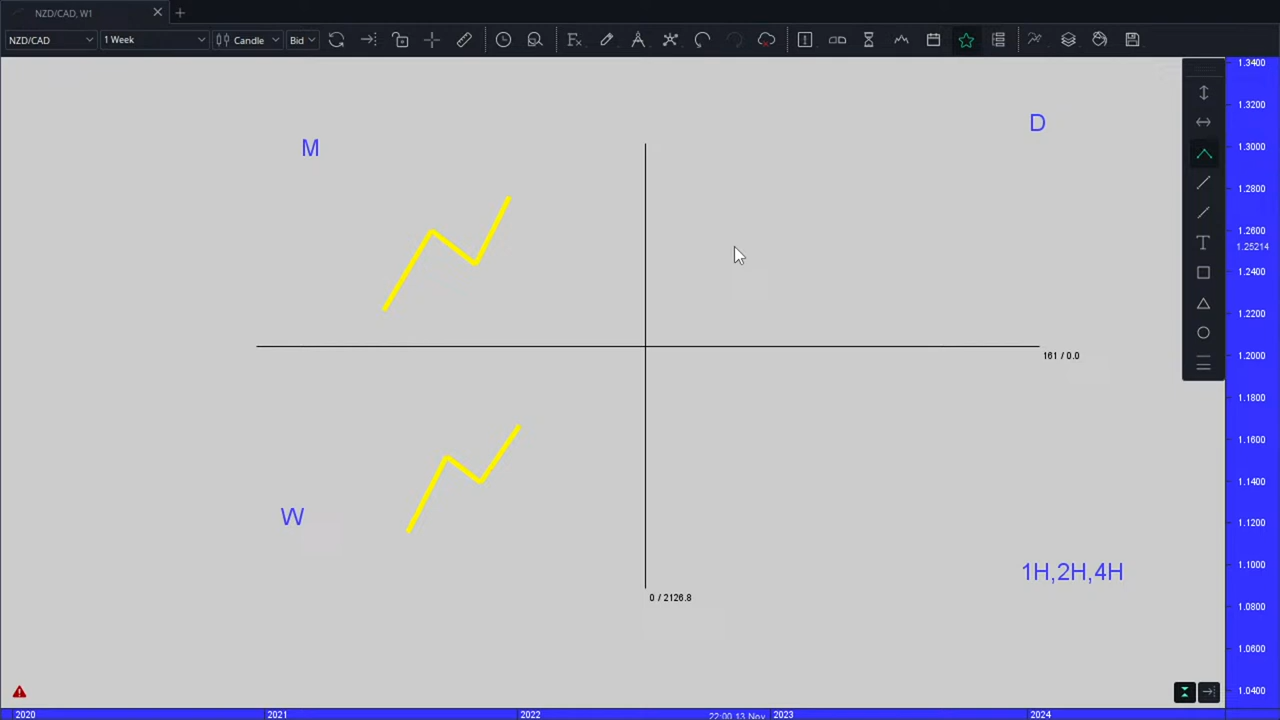 NZD/CAD, W1
NZD/CAD
1 Week
Candle
Bid
Fx
1.3400
1.3200
1.3000
1.2800
1.2600
1.25214
1.2400
1.2200
1.2000
1.1800
1.1600
1.1400
1.1200
1.1000
1.0800
1.0600
1.0400
M
D
161 / 0.0
W
1H,2H,4H
0 / 2126.8
2020
2021
2022
22:00 13 Nov
2023
2024